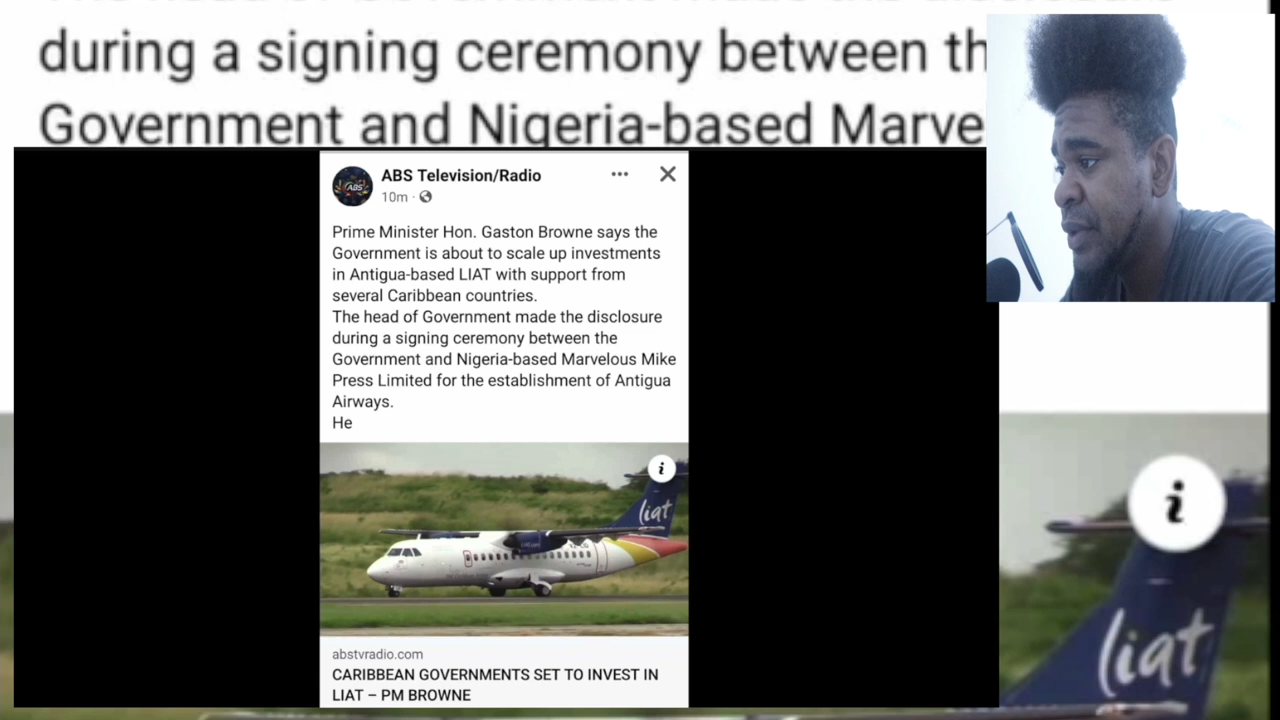 during a signing ceremony between th
Government and Nigeria-based Marve
ABS Television/Radio
10m
Prime Minister Hon. Gaston Browne says the
Government is about to scale up investments
in Antigua-based LIAT with support from
several Caribbean countries.
The head of Government made the disclosure
during a signing ceremony between the
Government and Nigeria-based Marvelous Mike
Press Limited for the establishment of Antigua
Airways.
He
i
liat
abstvradio.com
CARIBBEAN GOVERNMENTS SET TO INVEST IN
LIAT – PM BROWNE
i
liat